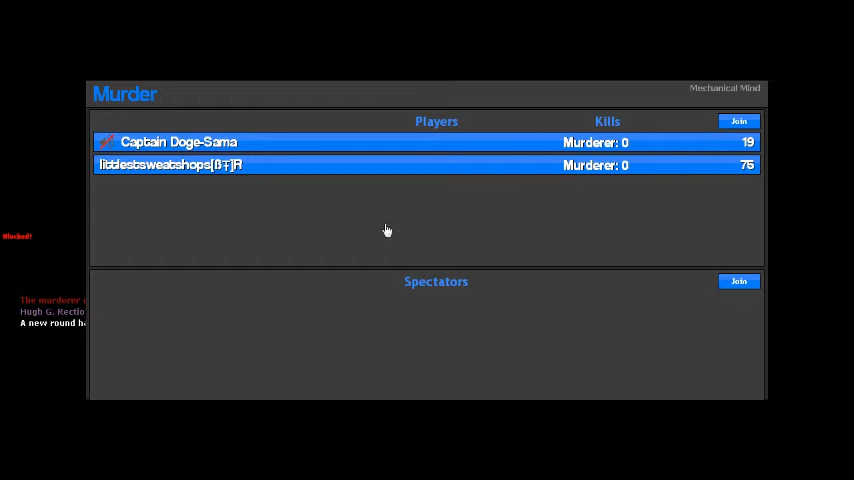 Murder
Mechanical Mind
Players Kills Join
Captain Doge-Sama Murderer: 0 19
littlestsweatshops[ẞŦ]R Murderer: 0 75
Blocked!
Spectators Join
The murderer
Hugh G. Rectio
A new round ha